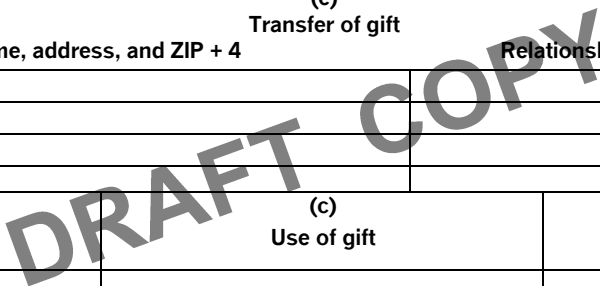 (e)
Transfer of gift
me, address, and ZIP + 4 Relationsh
DRAFT COPY
(c)
Use of gift